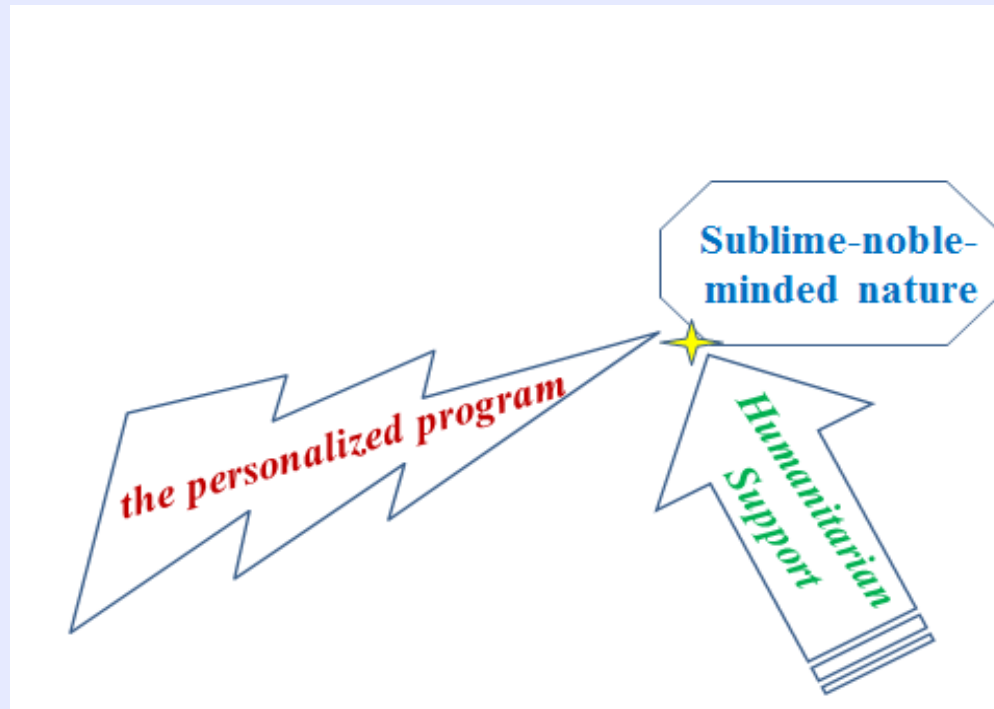 Sublime-noble-
minded nature
the personalized program
Humanitarian
Support